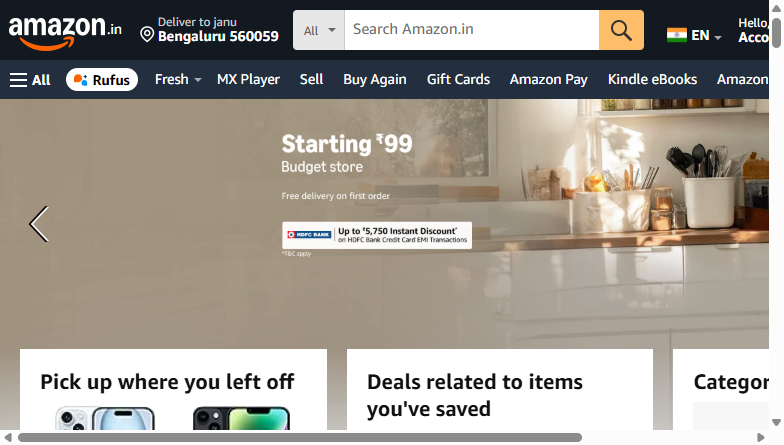 amazon.in
Deliver to janu
Bengaluru 560059
All
Search Amazon.in
EN
Hello,
Acco
All
Rufus
Fresh
MX Player
Sell
Buy Again
Gift Cards
Amazon Pay
Kindle eBooks
Amazon
Starting ₹99
Budget store
Free delivery on first order
HDFC BANK
Up to ₹5,750 Instant Discount*
on HDFC Bank Credit Card EMI Transactions
*T&C apply
Pick up where you left off
Deals related to items
you've saved
Categor